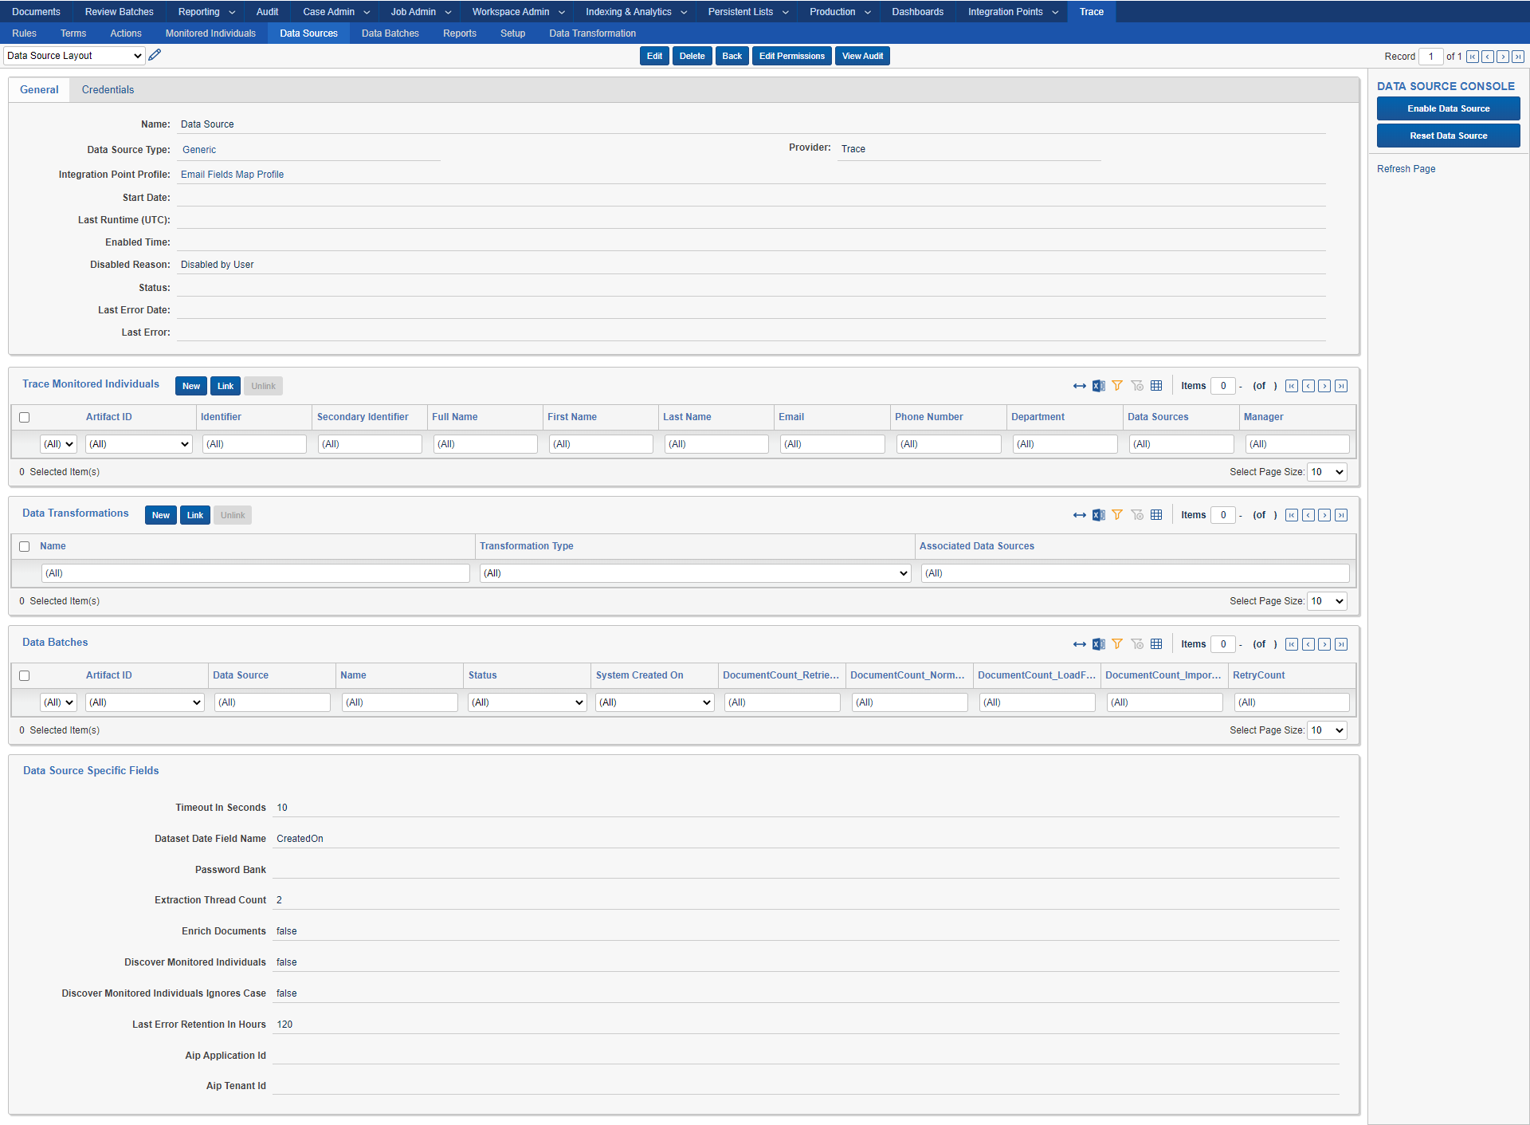 Documents Review Batches Reporting Audit Case Admin Job Admin Workspace Admin Indexing & Analytics Persistent Lists Production Dashboards Integration Points Trace
Rules Terms Actions Monitored Individuals Data Sources Data Batches Reports Setup Data Transformation
Data Source Layout Edit Delete Back Edit Permissions View Audit Record 1 of 1
General Credentials
DATA SOURCE CONSOLE
Enable Data Source
Reset Data Source
Refresh Page
Name: Data Source
Data Source Type: Generic Provider: Trace
Integration Point Profile: Email Fields Map Profile
Start Date:
Last Runtime (UTC):
Enabled Time:
Disabled Reason: Disabled by User
Status:
Last Error Date:
Last Error:
Trace Monitored Individuals New Link Unlink Items 0 - (of )
Artifact ID Identifier Secondary Identifier Full Name First Name Last Name Email Phone Number Department Data Sources Manager
(All) (All) (All) (All) (All) (All) (All) (All) (All) (All) (All) (All)
0 Selected Item(s) Select Page Size: 10
Data Transformations New Link Unlink Items 0 - (of )
Name Transformation Type Associated Data Sources
(All) (All) (All)
0 Selected Item(s) Select Page Size: 10
Data Batches Items 0 - (of )
Artifact ID Data Source Name Status System Created On DocumentCount_Retrie... DocumentCount_Norm... DocumentCount_LoadF... DocumentCount_Impor... RetryCount
(All) (All) (All) (All) (All) (All) (All) (All) (All) (All) (All)
0 Selected Item(s) Select Page Size: 10
Data Source Specific Fields
Timeout In Seconds 10
Dataset Date Field Name CreatedOn
Password Bank
Extraction Thread Count 2
Enrich Documents false
Discover Monitored Individuals false
Discover Monitored Individuals Ignores Case false
Last Error Retention In Hours 120
Aip Application Id
Aip Tenant Id